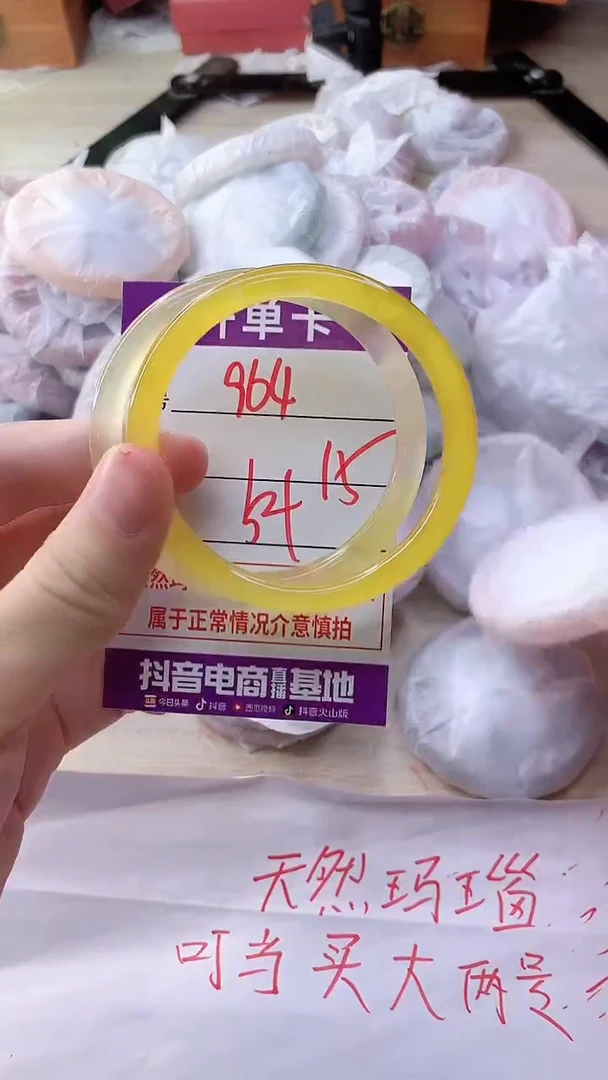 单卡
964
15
54
属于正常情况介意慎拍
抖音电商直播基地
今日头条 抖音 西瓜视频 抖音火山版
天然玛瑙
叮当买大两号